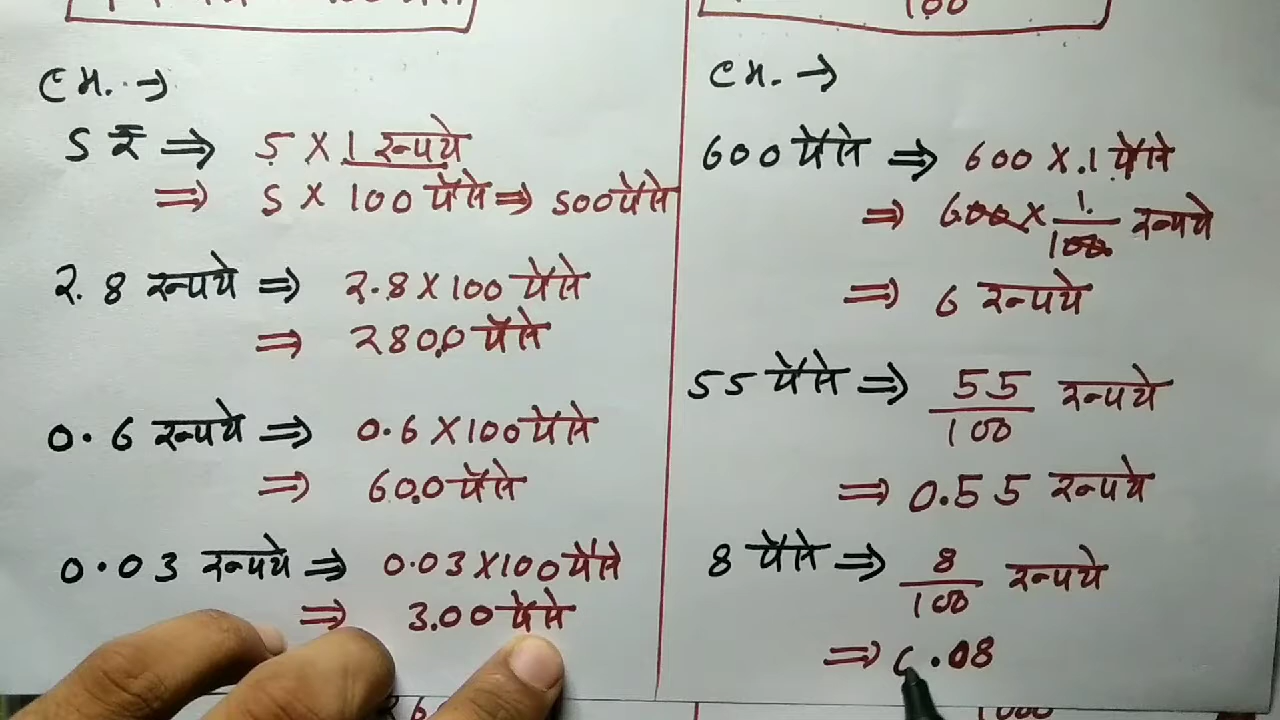 100
Ex. →
5 रु ⇒ 5 × 1 रूपये
⇒ 5 × 100 पैसे ⇒ 500 पैसे
2.8 रूपये ⇒ 2.8 × 100 पैसे
⇒ 280.0 पैसे
0.6 रूपये ⇒ 0.6 × 100 पैसे
⇒ 60.0 पैसे
0.03 रूपये ⇒ 0.03 × 100 पैसे
⇒ 3.00 पैसे
Ex. →
600 पैसे ⇒ 600 × 1 पैसे
⇒ 600 × 1/100 रूपये
⇒ 6 रूपये
55 पैसे ⇒ 55/100 रूपये
⇒ 0.55 रूपये
8 पैसे ⇒ 8/100 रूपये
⇒ 0.08
1000